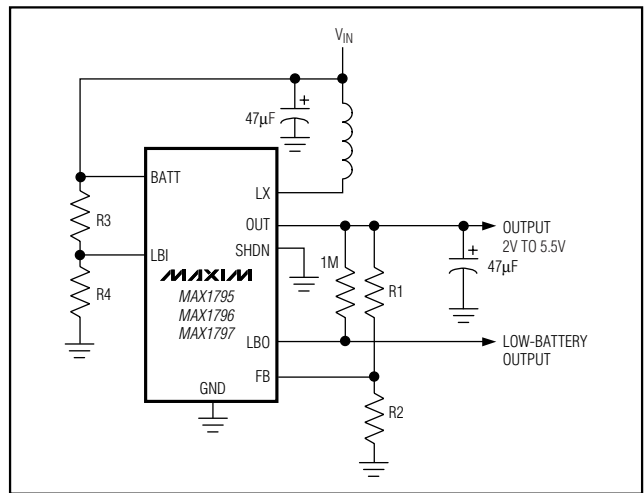 VIN
47µF
BATT
LX
R3
OUT
OUTPUT
2V TO 5.5V
SHDN
LBI
1M
R1
47µF
R4
MAXIM
MAX1795
MAX1796
MAX1797
LBO
LOW-BATTERY
OUTPUT
FB
GND
R2